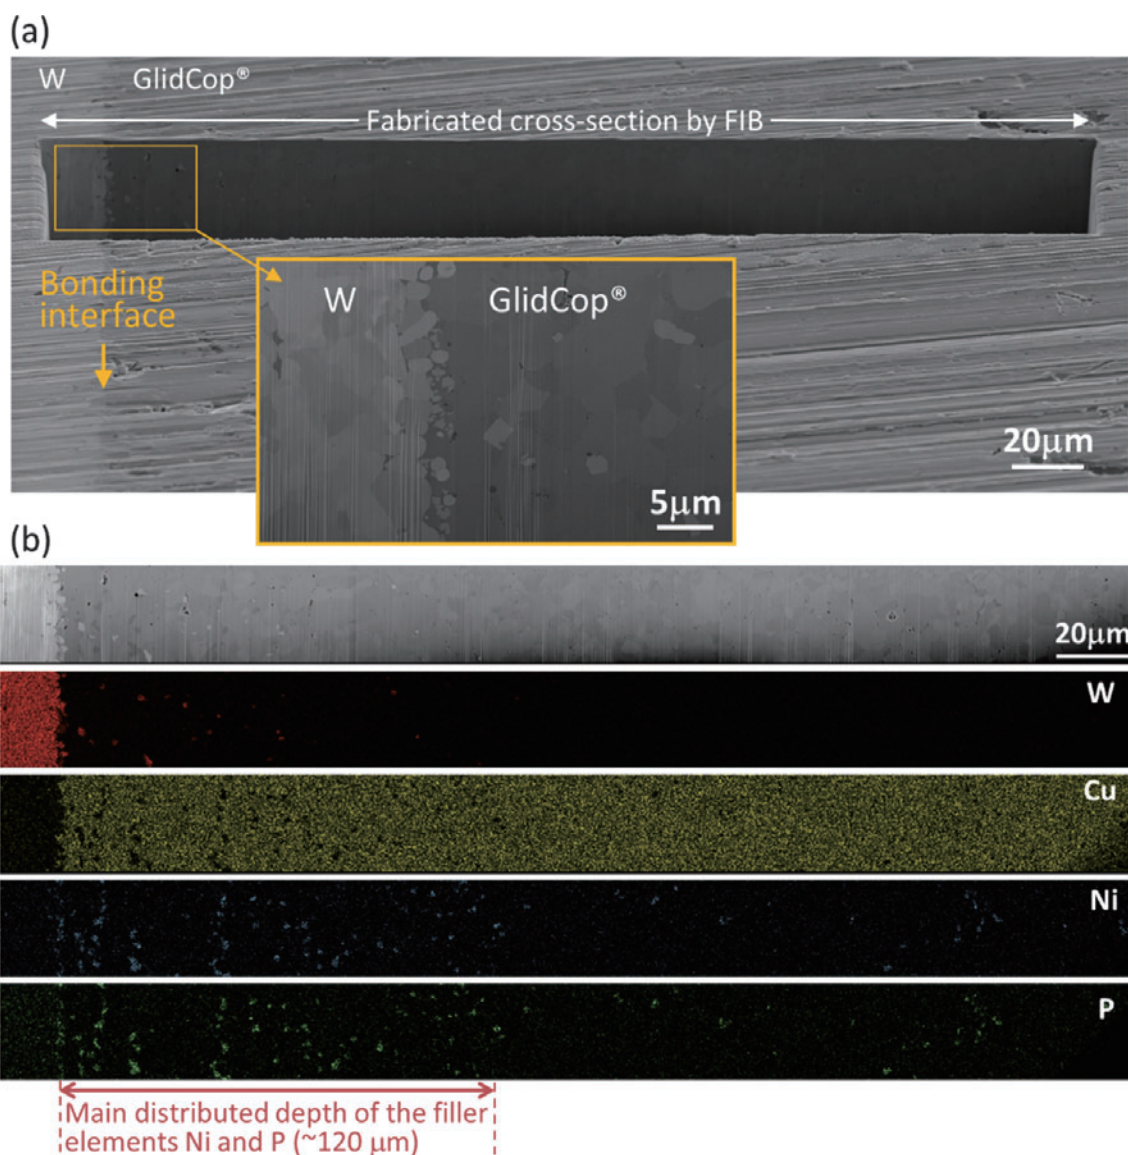 (a)
W
GlidCop®
Fabricated cross-section by FIB
Bonding
interface
W
GlidCop®
20μm
5μm
(b)
20μm
W
Cu
Ni
P
Main distributed depth of the filler
elements Ni and P (~120 μm)